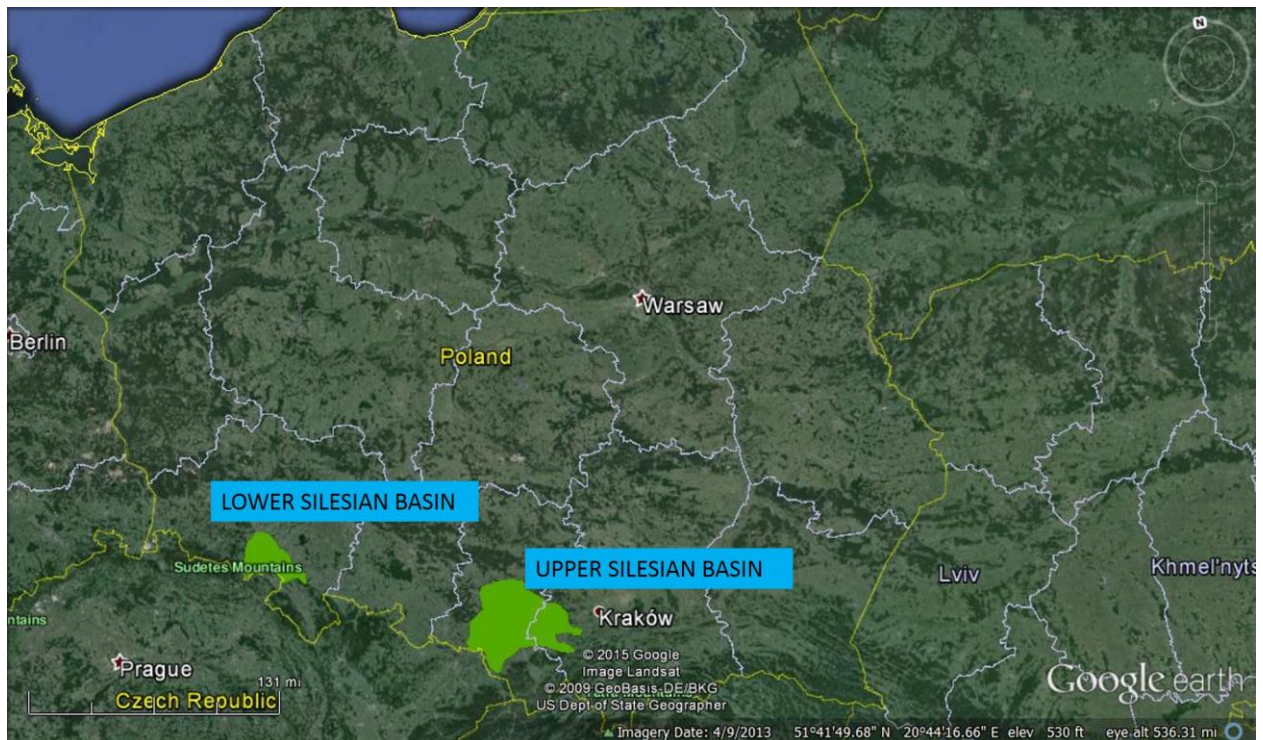 N
Warsaw
Berlin
Poland
LOWER SILESIAN BASIN
UPPER SILESIAN BASIN
Sudetes Mountains
Lviv
Khmel'nyts
Kraków
ntains
© 2015 Google
Image Landsat
© 2009 GeoBasis-DE/BKG
US Dept of State Geographer
Prague
131 mi
Czech Republic
Google earth
Imagery Date: 4/9/2013 51°41'49.68" N 20°44'16.66" E elev 530 ft eye alt 536.31 mi